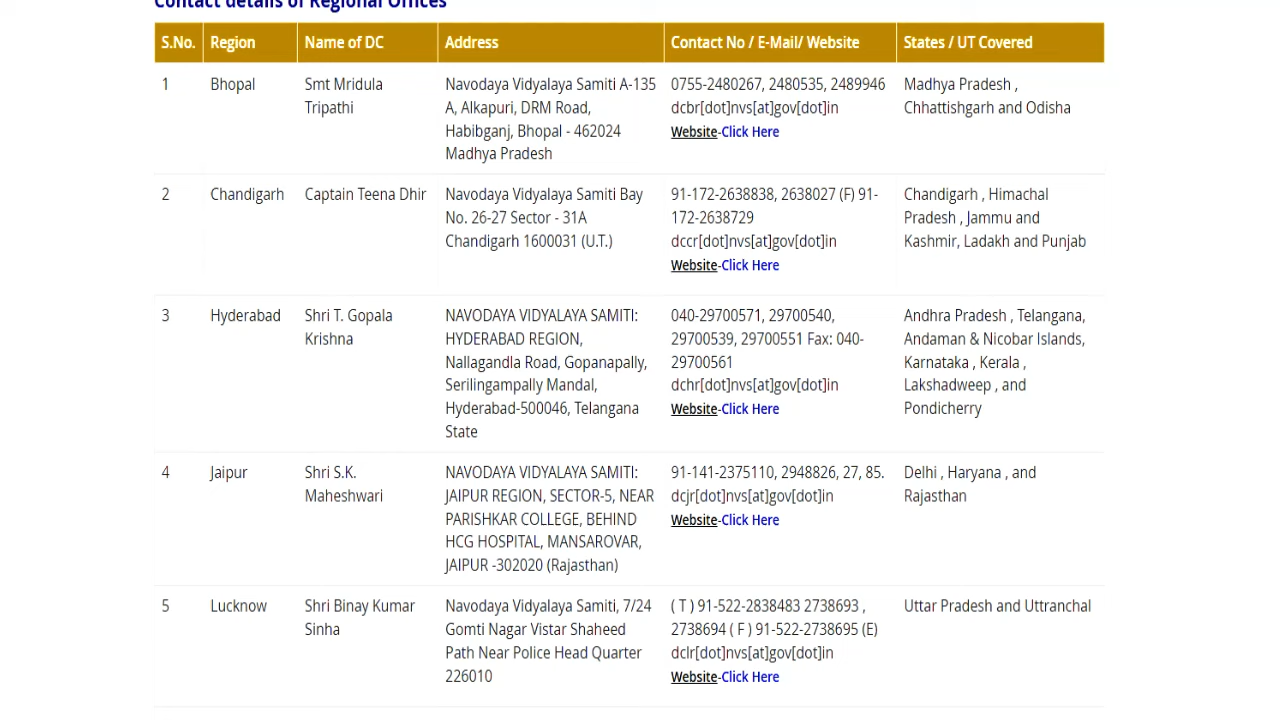 Contact details of Regional Offices
S.No. Region Name of DC Address Contact No / E-Mail/ Website States / UT Covered
1 Bhopal Smt Mridula Navodaya Vidyalaya Samiti A-135 0755-2480267, 2480535, 2489946 Madhya Pradesh ,
Tripathi A, Alkapuri, DRM Road, dcbr[dot]nvs[at]gov[dot]in Chhattishgarh and Odisha
Habibganj, Bhopal - 462024 Website-Click Here
Madhya Pradesh
2 Chandigarh Captain Teena Dhir Navodaya Vidyalaya Samiti Bay 91-172-2638838, 2638027 (F) 91- Chandigarh , Himachal
No. 26-27 Sector - 31A 172-2638729 Pradesh , Jammu and
Chandigarh 1600031 (U.T.) dccr[dot]nvs[at]gov[dot]in Kashmir, Ladakh and Punjab
Website-Click Here
3 Hyderabad Shri T. Gopala NAVODAYA VIDYALAYA SAMITI: 040-29700571, 29700540, Andhra Pradesh , Telangana,
Krishna HYDERABAD REGION, 29700539, 29700551 Fax: 040- Andaman & Nicobar Islands,
Nallagandla Road, Gopanapally, 29700561 Karnataka , Kerala ,
Serilingampally Mandal, dchr[dot]nvs[at]gov[dot]in Lakshadweep , and
Hyderabad-500046, Telangana Website-Click Here Pondicherry
State
4 Jaipur Shri S.K. NAVODAYA VIDYALAYA SAMITI: 91-141-2375110, 2948826, 27, 85. Delhi , Haryana , and
Maheshwari JAIPUR REGION, SECTOR-5, NEAR dcjr[dot]nvs[at]gov[dot]in Rajasthan
PARISHKAR COLLEGE, BEHIND Website-Click Here
HCG HOSPITAL, MANSAROVAR,
JAIPUR -302020 (Rajasthan)
5 Lucknow Shri Binay Kumar Navodaya Vidyalaya Samiti, 7/24 ( T ) 91-522-2838483 2738693 , Uttar Pradesh and Uttranchal
Sinha Gomti Nagar Vistar Shaheed 2738694 ( F ) 91-522-2738695 (E)
Path Near Police Head Quarter dclr[dot]nvs[at]gov[dot]in
226010 Website-Click Here